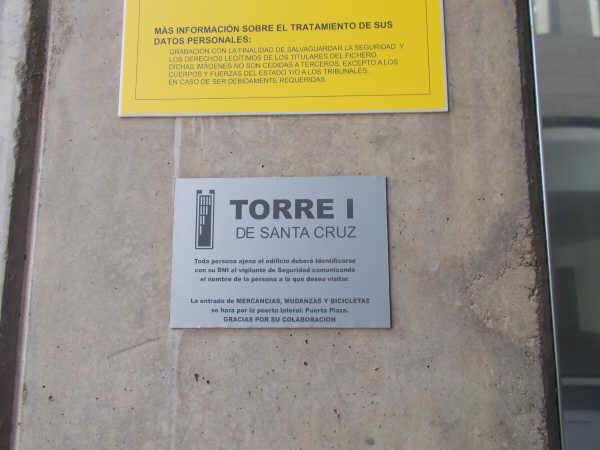 MÁS INFORMACIÓN SOBRE EL TRATAMIENTO DE SUS
DATOS PERSONALES:
GRABACIÓN CON LA FINALIDAD DE SALVAGUARDAR LA SEGURIDAD Y
LOS DERECHOS LEGÍTIMOS DE LOS TITULARES DEL FICHERO.
DICHAS IMÁGENES NO SON CEDIDAS A TERCEROS, EXCEPTO A LOS
CUERPOS Y FUERZAS DEL ESTADO Y/O A LOS TRIBUNALES,
EN CASO DE SER DEBIDAMENTE REQUERIDAS.
TORRE I
DE SANTA CRUZ
Toda persona ajena al edificio deberá identificarse
con su DNI al vigilante de Seguridad comunicando
el nombre de la persona a la que desea visitar.
La entrada de MERCANCIAS, MUDANZAS Y BICICLETAS
se hara por la puerta lateral: Puerta Plaza.
GRACIAS POR SU COLABORACION